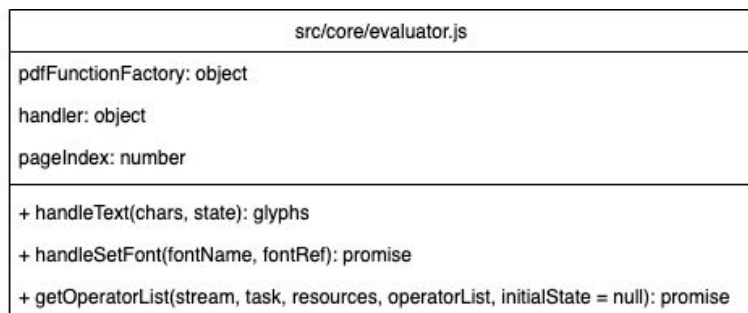 src/core/evaluator.js
pdfFunctionFactory: object
handler: object
pageIndex: number
+ handleText(chars, state): glyphs
+ handleSetFont(fontName, fontRef): promise
+ getOperatorList(stream, task, resources, operatorList, initialState = null): promise